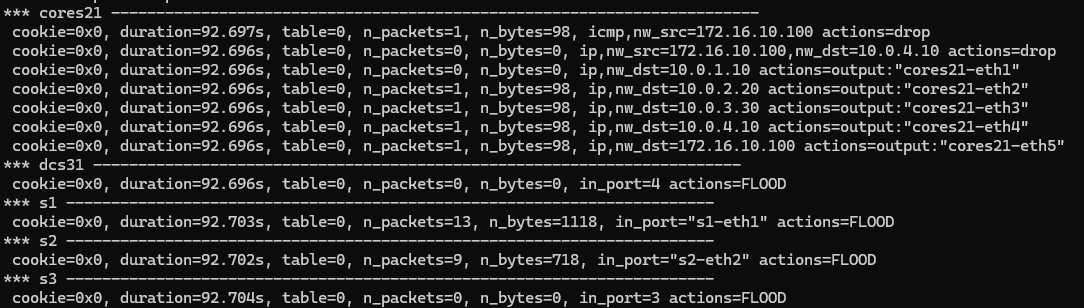 *** cores21 ------------------------------------------------------------------------
cookie=0x0, duration=92.697s, table=0, n_packets=1, n_bytes=98, icmp,nw_src=172.16.10.100 actions=drop
cookie=0x0, duration=92.696s, table=0, n_packets=0, n_bytes=0, ip,nw_src=172.16.10.100,nw_dst=10.0.4.10 actions=drop
cookie=0x0, duration=92.696s, table=0, n_packets=0, n_bytes=0, ip,nw_dst=10.0.1.10 actions=output:"cores21-eth1"
cookie=0x0, duration=92.696s, table=0, n_packets=1, n_bytes=98, ip,nw_dst=10.0.2.20 actions=output:"cores21-eth2"
cookie=0x0, duration=92.696s, table=0, n_packets=1, n_bytes=98, ip,nw_dst=10.0.3.30 actions=output:"cores21-eth3"
cookie=0x0, duration=92.696s, table=0, n_packets=1, n_bytes=98, ip,nw_dst=10.0.4.10 actions=output:"cores21-eth4"
cookie=0x0, duration=92.696s, table=0, n_packets=1, n_bytes=98, ip,nw_dst=172.16.10.100 actions=output:"cores21-eth5"
*** dcs31 ------------------------------------------------------------------------
cookie=0x0, duration=92.696s, table=0, n_packets=0, n_bytes=0, in_port=4 actions=FLOOD
*** s1 ------------------------------------------------------------------------
cookie=0x0, duration=92.703s, table=0, n_packets=13, n_bytes=1118, in_port="s1-eth1" actions=FLOOD
*** s2 ------------------------------------------------------------------------
cookie=0x0, duration=92.702s, table=0, n_packets=9, n_bytes=718, in_port="s2-eth2" actions=FLOOD
*** s3 ------------------------------------------------------------------------
cookie=0x0, duration=92.704s, table=0, n_packets=0, n_bytes=0, in_port=3 actions=FLOOD